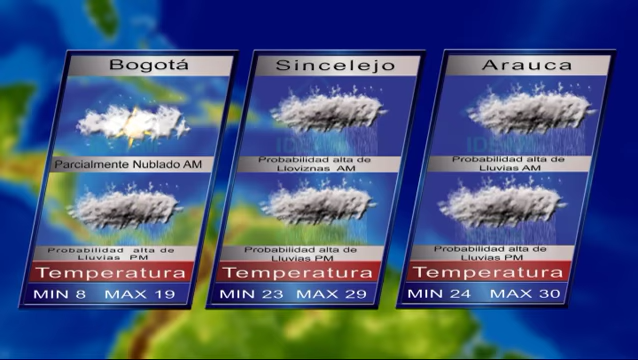 Bogotá
Parcialmente Nublado AM
Probabilidad alta de
Lluvias PM
Temperatura
MIN 8 MAX 19
Sincelejo
Probabilidad alta de
Lloviznas AM
Probabilidad alta de
Lluvias PM
Temperatura
MIN 23 MAX 29
Arauca
Probabilidad alta de
Lluvias AM
Probabilidad alta de
Lluvias PM
Temperatura
MIN 24 MAX 30